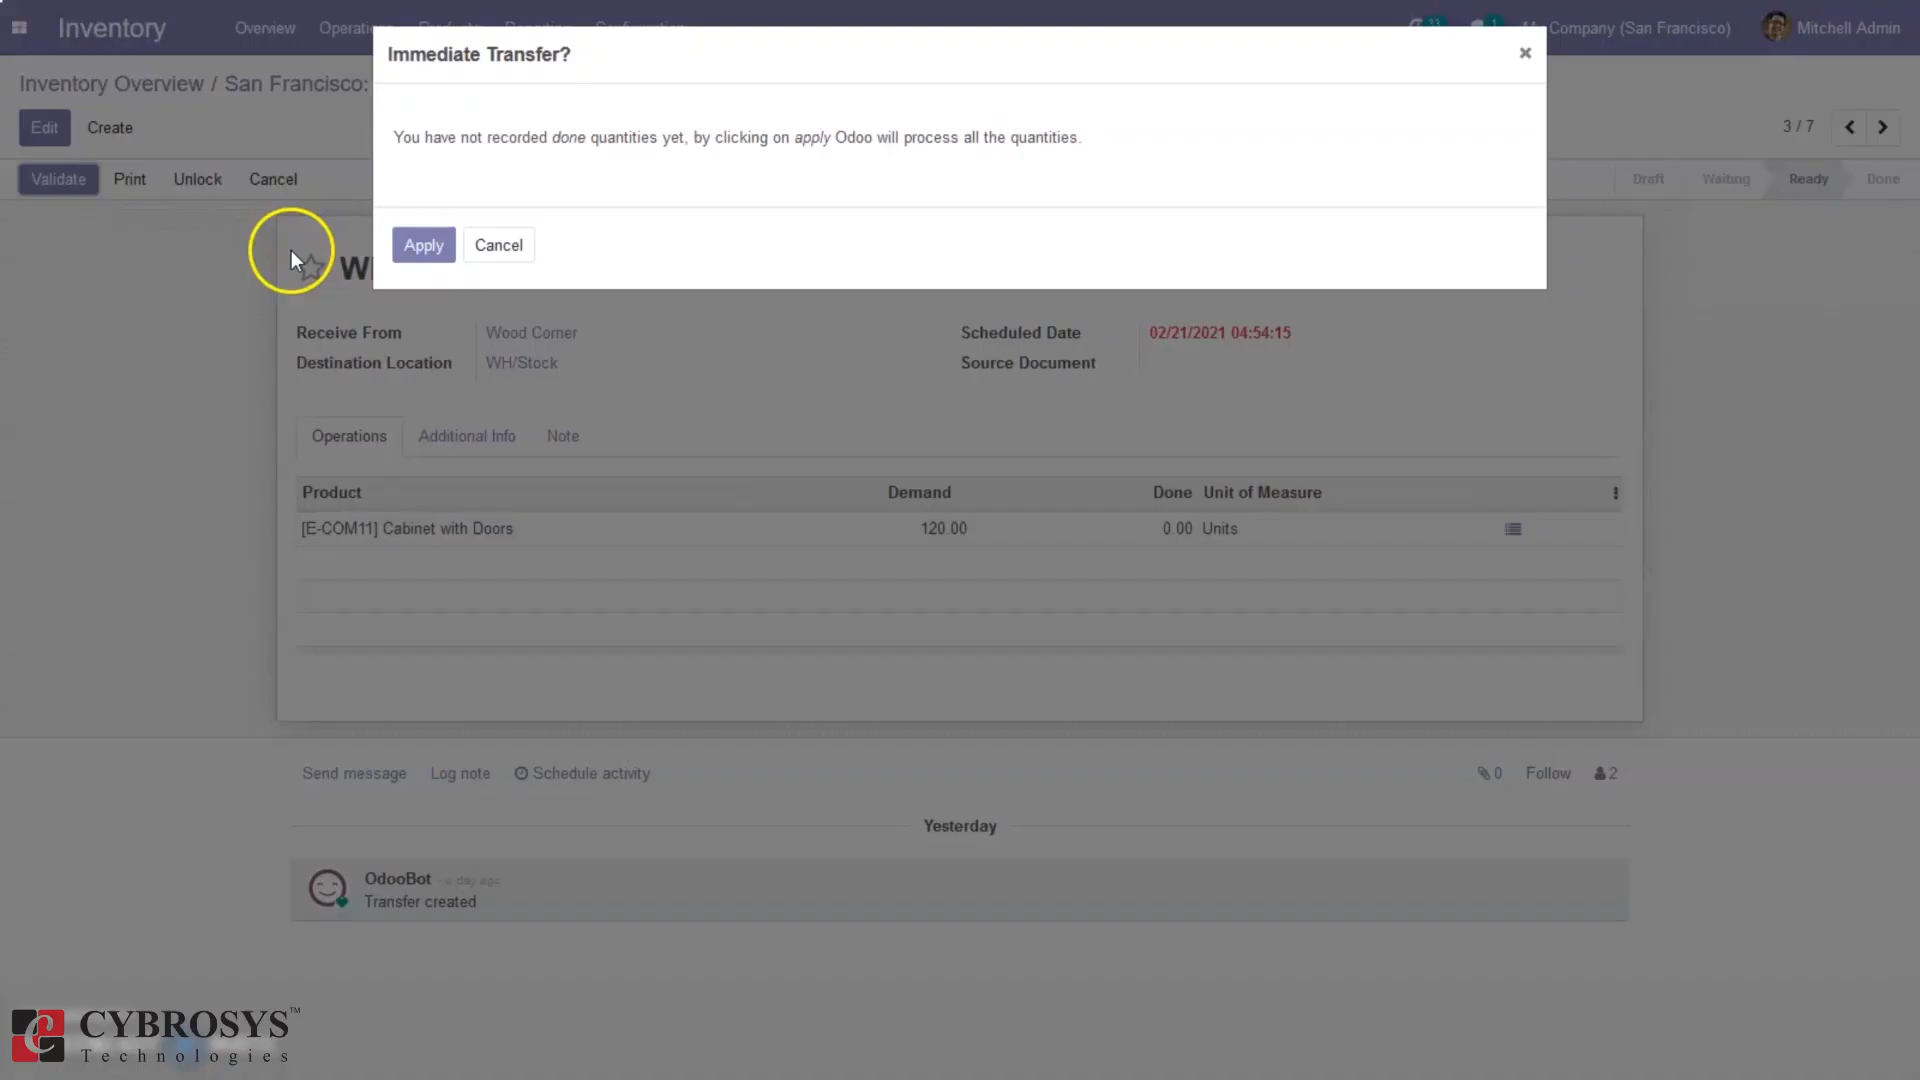 Inventory Overview
Company (San Francisco) Mitchell Admin
Immediate Transfer?
Inventory Overview / San Francisco:
Edit Create
3 / 7
You have not recorded done quantities yet, by clicking on apply Odoo will process all the quantities.
Validate Print Unlock Cancel
Draft Waiting Ready Done
Apply Cancel
Receive From Wood Corner
Scheduled Date 02/21/2021 04:54:15
Destination Location WH/Stock
Source Document
Operations Additional Info Note
Product Demand Done Unit of Measure
[E-COM11] Cabinet with Doors 120.00 0.00 Units
Send message Log note Schedule activity
0 Follow 2
Yesterday
OdooBot - a day ago
Transfer created
CYBROSYS™
Technologies